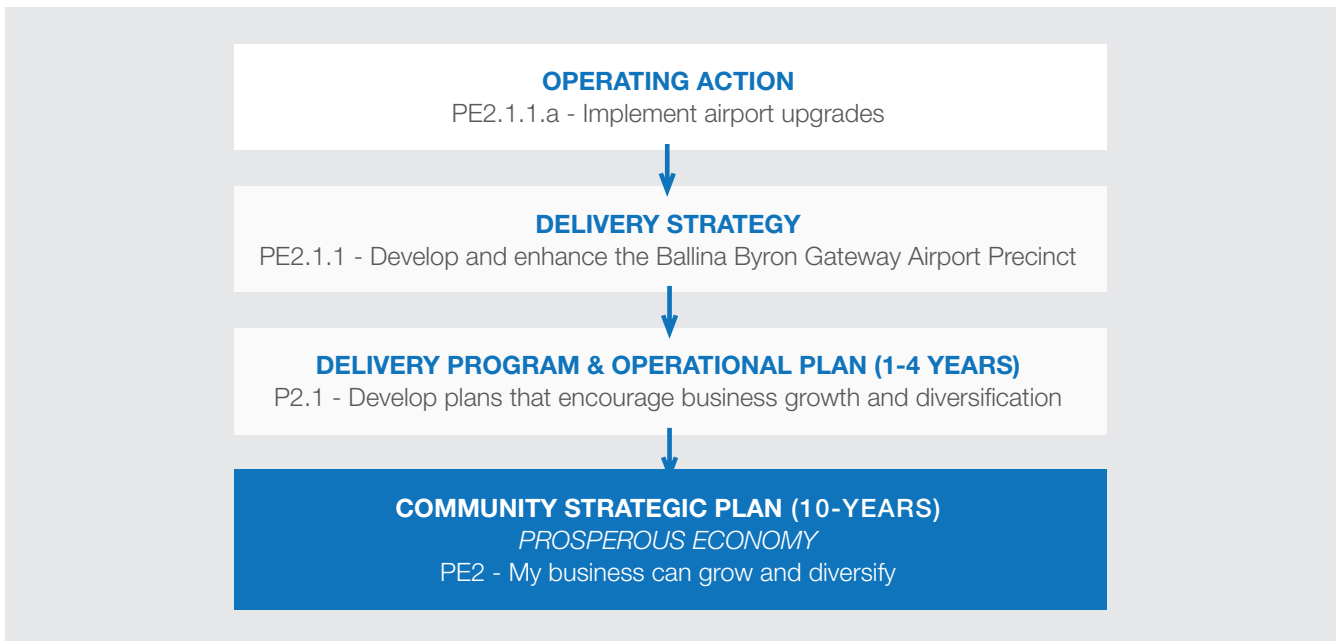 OPERATING ACTION
PE2.1.1.a - Implement airport upgrades
DELIVERY STRATEGY
PE2.1.1 - Develop and enhance the Ballina Byron Gateway Airport Precinct
DELIVERY PROGRAM & OPERATIONAL PLAN (1-4 YEARS)
P2.1 - Develop plans that encourage business growth and diversification
COMMUNITY STRATEGIC PLAN (10-YEARS)
PROSPEROUS ECONOMY
PE2 - My business can grow and diversify